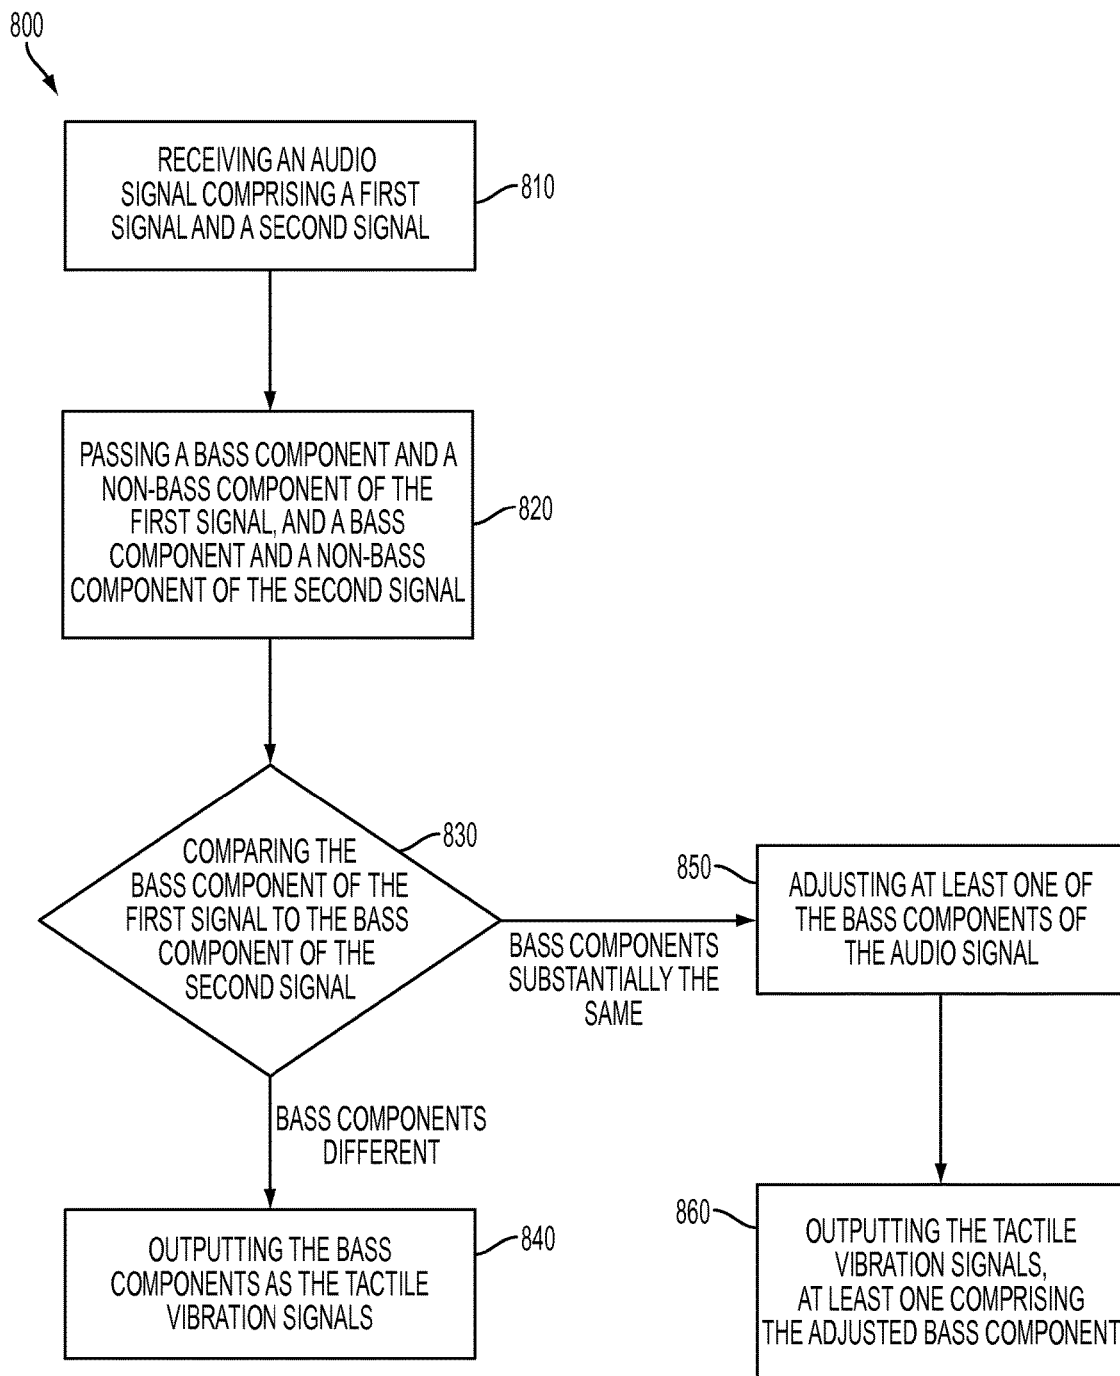 800
RECEIVING AN AUDIO
SIGNAL COMPRISING A FIRST
SIGNAL AND A SECOND SIGNAL
810
PASSING A BASS COMPONENT AND A
NON-BASS COMPONENT OF THE
FIRST SIGNAL, AND A BASS
COMPONENT AND A NON-BASS
COMPONENT OF THE SECOND SIGNAL
820
COMPARING THE
BASS COMPONENT OF THE
FIRST SIGNAL TO THE BASS
COMPONENT OF THE
SECOND SIGNAL
830
BASS COMPONENTS
SUBSTANTIALLY THE
SAME
850
ADJUSTING AT LEAST ONE OF
THE BASS COMPONENTS OF
THE AUDIO SIGNAL
BASS COMPONENTS
DIFFERENT
OUTPUTTING THE BASS
COMPONENTS AS THE TACTILE
VIBRATION SIGNALS
840
860
OUTPUTTING THE TACTILE
VIBRATION SIGNALS,
AT LEAST ONE COMPRISING
THE ADJUSTED BASS COMPONENT